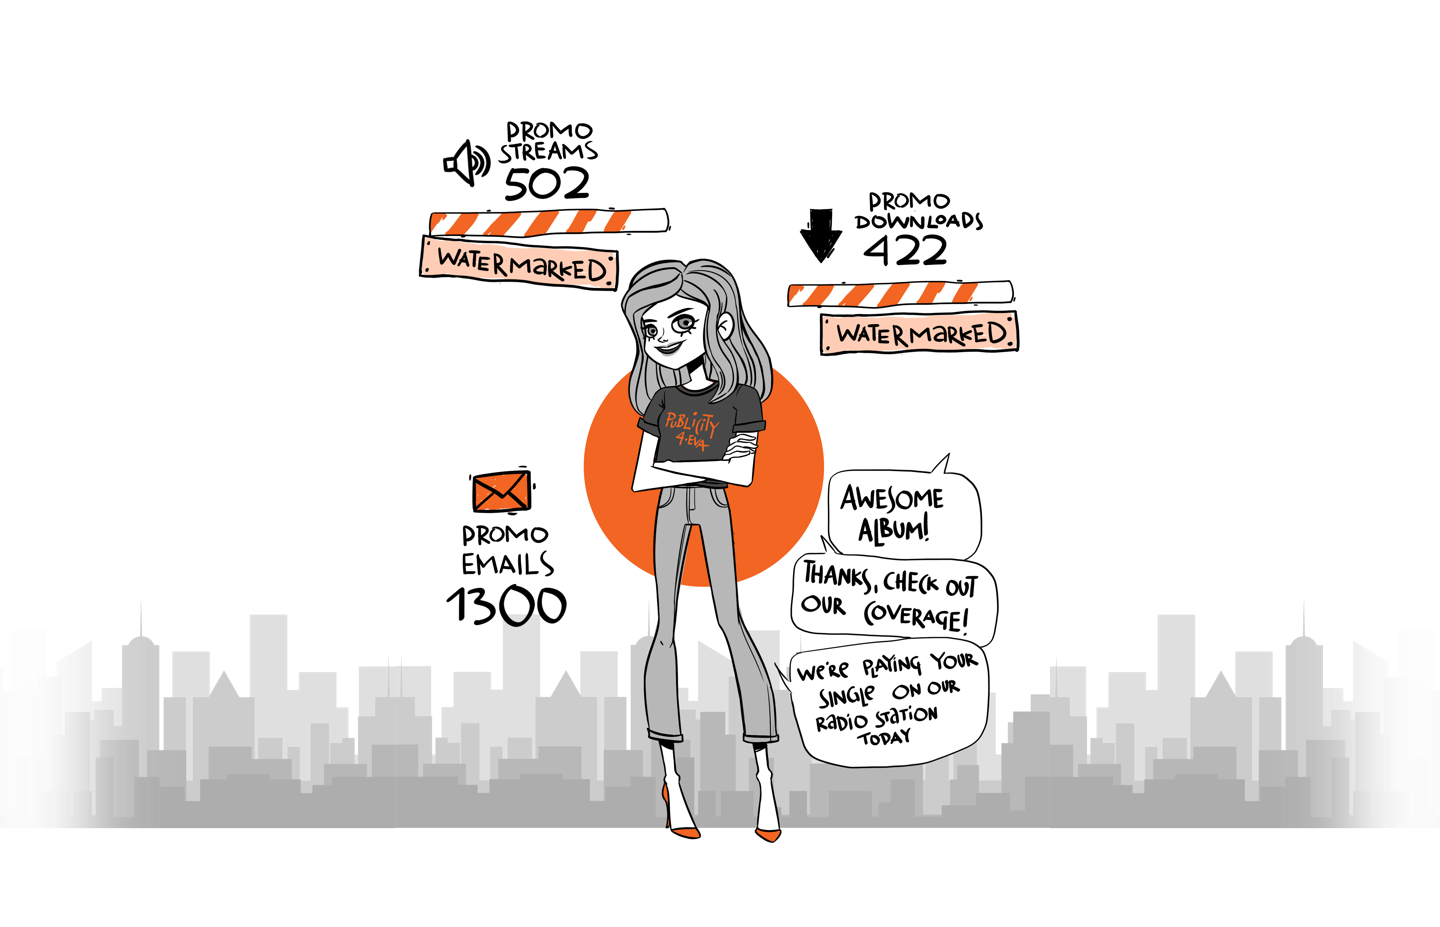 PROMO
STREAMS
502
WATERMARKED
PROMO
DOWNLOADS
422
WATERMARKED
PUBLICITY
4-EVA
PROMO
EMAILS
1300
AWESOME
ALBUM!
THANKS, CHECK OUT
OUR COVERAGE!
WE'RE PLAYING YOUR
SINGLE ON OUR
RADIO STATION
TODAY